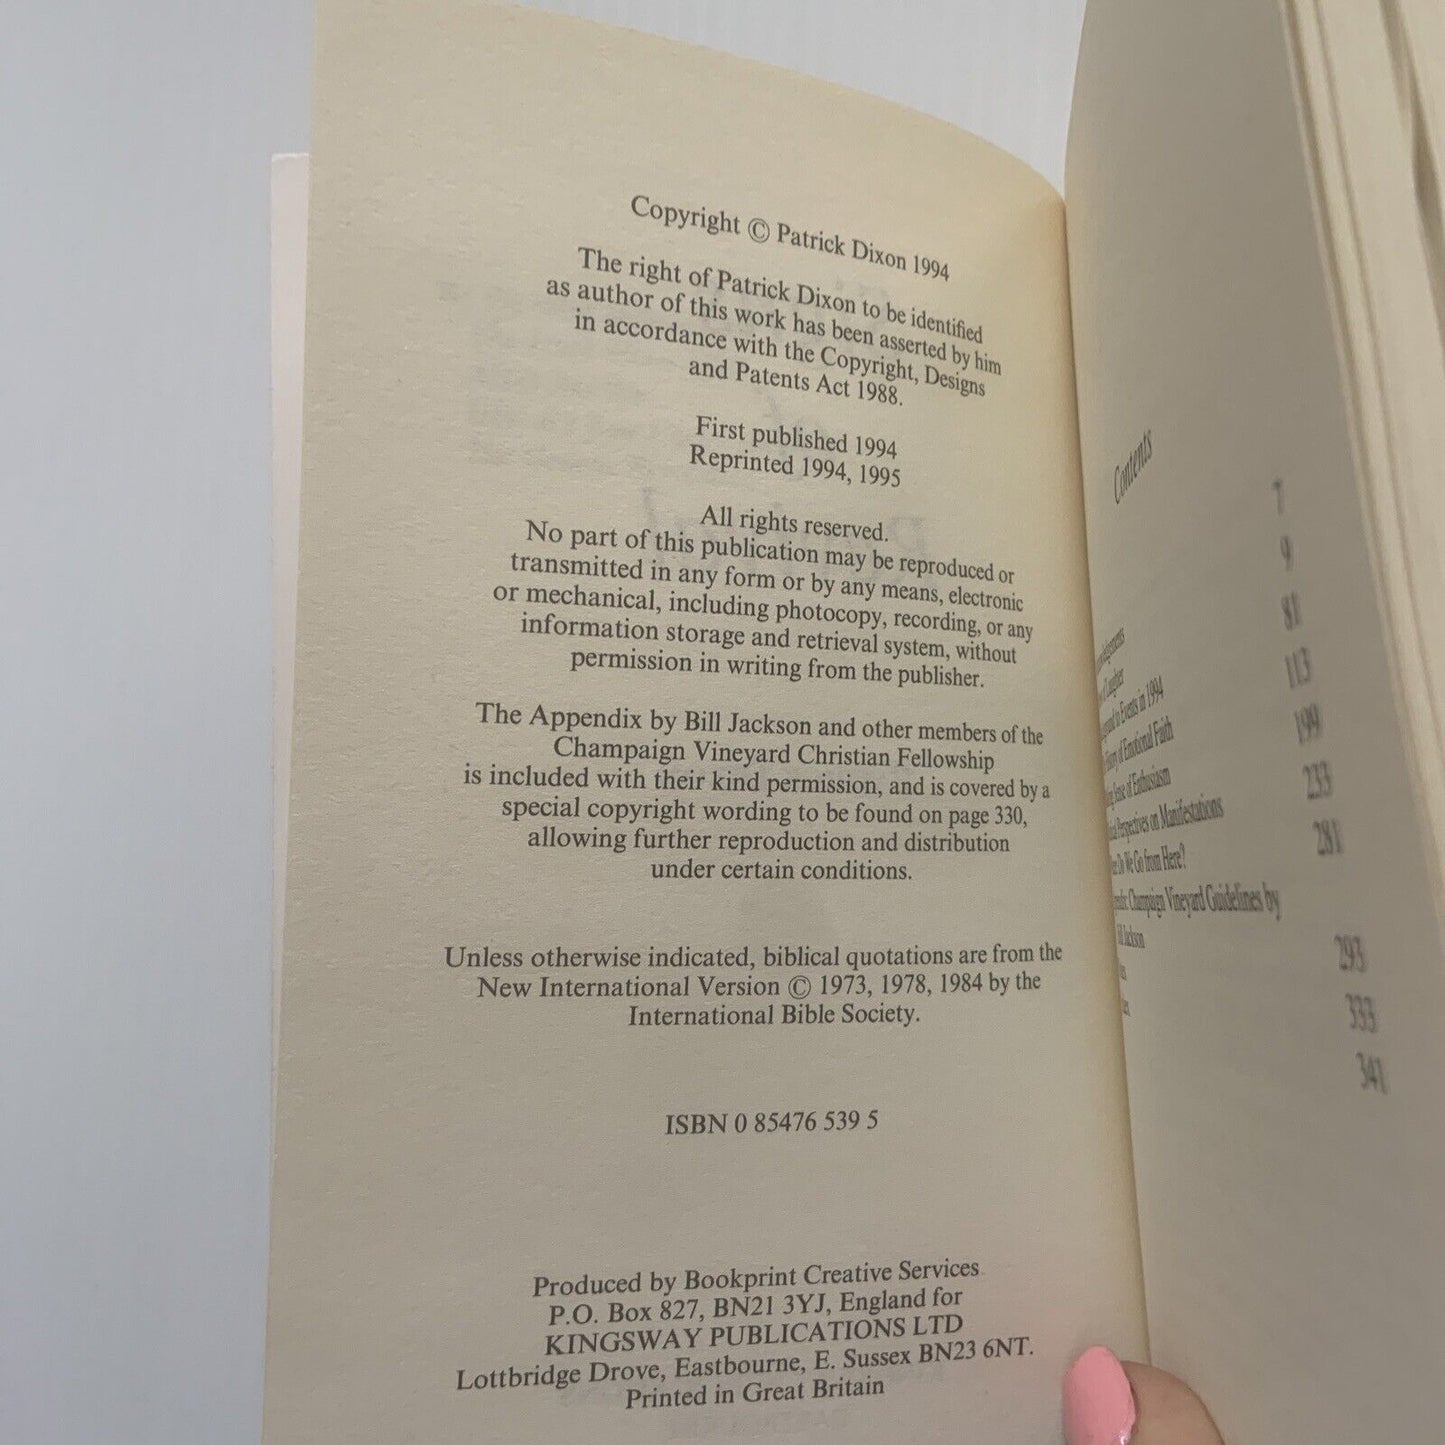 Copyright © Patrick Dixon 1994
The right of Patrick Dixon to be identified
as author of this work has been asserted by him
in accordance with the Copyright, Designs
and Patents Act 1988.
First published 1994
Reprinted 1994, 1995
All rights reserved.
No part of this publication may be reproduced or
transmitted in any form or by any means, electronic
or mechanical, including photocopy, recording, or any
information storage and retrieval system, without
permission in writing from the publisher.
The Appendix by Bill Jackson and other members of the
Champaign Vineyard Christian Fellowship
is included with their kind permission, and is covered by a
special copyright wording to be found on page 330,
allowing further reproduction and distribution
under certain conditions.
Unless otherwise indicated, biblical quotations are from the
New International Version © 1973, 1978, 1984 by the
International Bible Society.
ISBN 0 85476 539 5
Produced by Bookprint Creative Services
P.O. Box 827, BN21 3YJ, England for
KINGSWAY PUBLICATIONS LTD
Lottbridge Drove, Eastbourne, E. Sussex BN23 6NT.
Printed in Great Britain
Contents
7
of Laughter 9
to Events in 1994 81
of Emotional Faith 113
Sense of Enthusiasm 199
Perspectives on Manifestations 233
Do We Go from Here? 281
Champaign Vineyard Guidelines by
Jackson 293
333
341